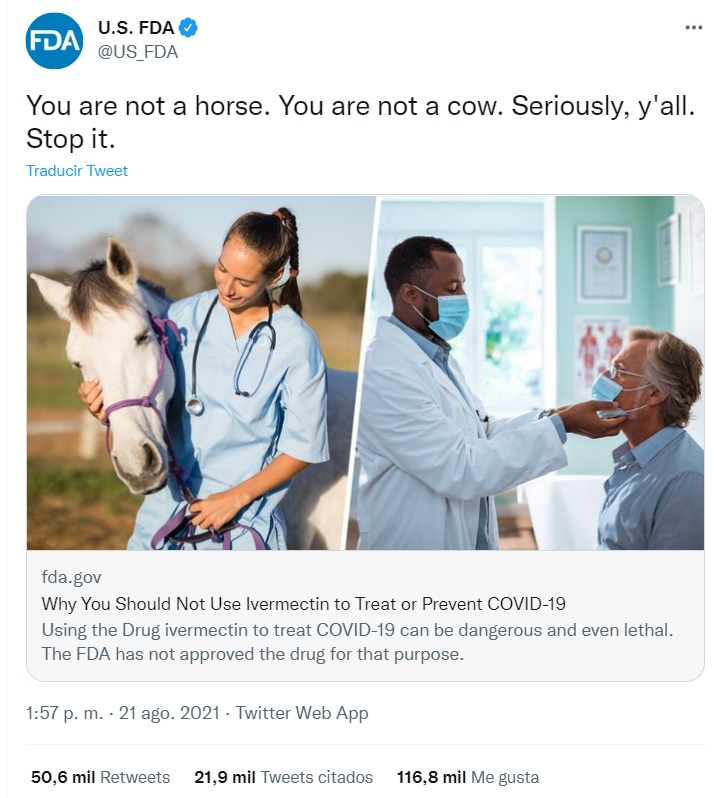 FDA
U.S. FDA
@US_FDA
You are not a horse. You are not a cow. Seriously, y'all.
Stop it.
Traducir Tweet
fda.gov
Why You Should Not Use Ivermectin to Treat or Prevent COVID-19
Using the Drug ivermectin to treat COVID-19 can be dangerous and even lethal.
The FDA has not approved the drug for that purpose.
1:57 p. m. · 21 ago. 2021 · Twitter Web App
50,6 mil Retweets 21,9 mil Tweets citados 116,8 mil Me gusta